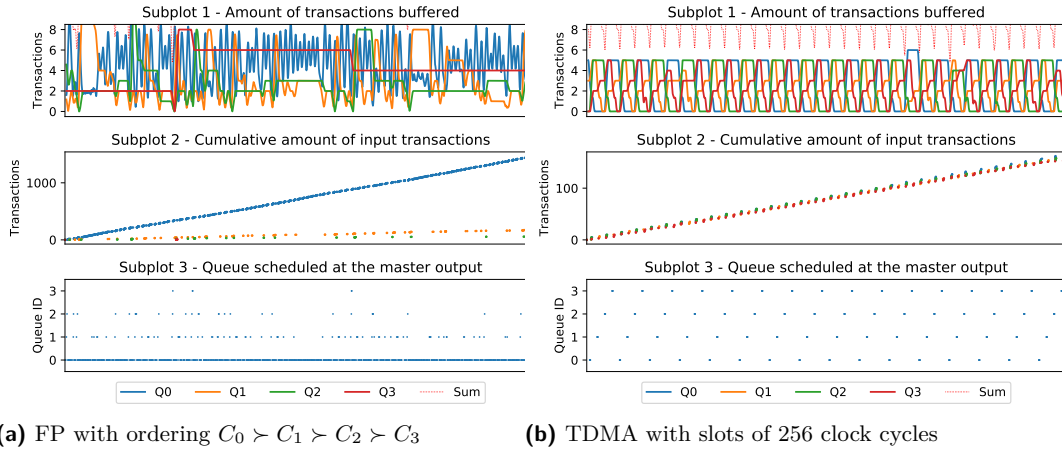 Subplot 1 - Amount of transactions buffered
8
6
4
2
0
Transactions
Subplot 2 - Cumulative amount of input transactions
1000
0
Transactions
Subplot 3 - Queue scheduled at the master output
3
2
1
0
Queue ID
Q0 Q1 Q2 Q3 Sum
(a) FP with ordering C₀ ≻ C₁ ≻ C₂ ≻ C₃
Subplot 1 - Amount of transactions buffered
8
6
4
2
0
Transactions
Subplot 2 - Cumulative amount of input transactions
100
0
Transactions
Subplot 3 - Queue scheduled at the master output
3
2
1
0
Queue ID
Q0 Q1 Q2 Q3 Sum
(b) TDMA with slots of 256 clock cycles